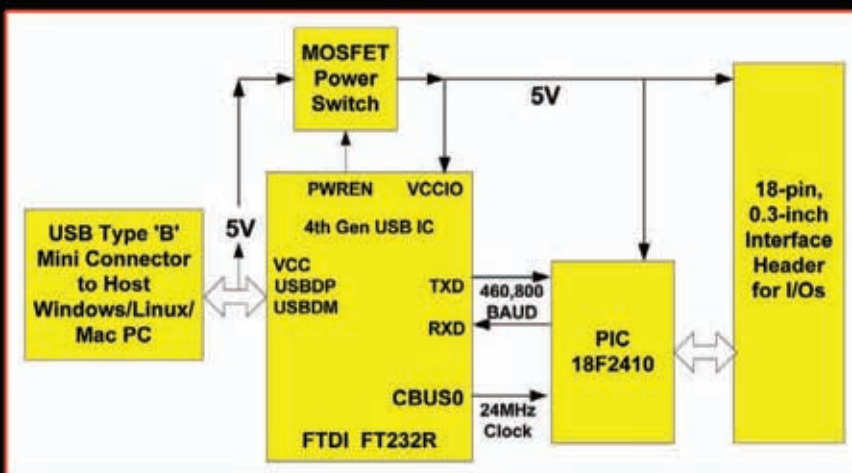 MOSFET
Power
Switch
5V
5V
USB Type 'B'
Mini Connector
to Host
Windows/Linux/
Mac PC
PWREN VCCIO
4th Gen USB IC
VCC
USBDP
USBDM
TXD
RXD
CBUS0
FTDI FT232R
460,800
BAUD
24MHz
Clock
PIC
18F2410
18-pin,
0.3-inch
Interface
Header
for I/Os